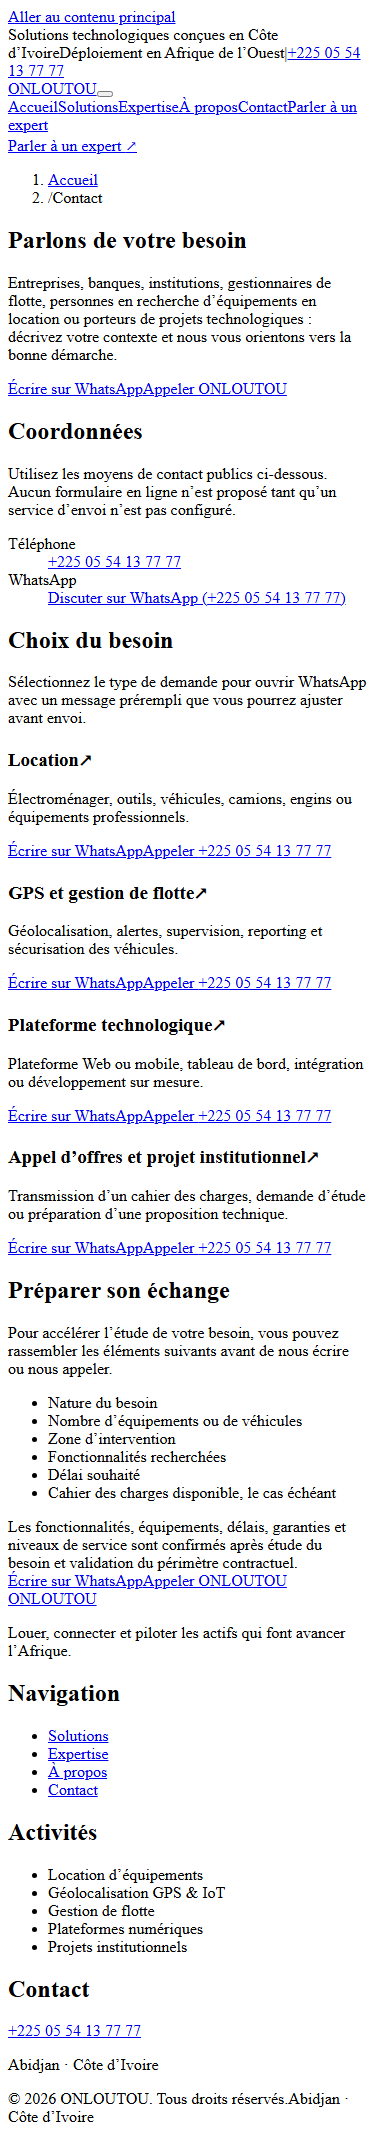 Aller au contenu principal
Solutions technologiques conçues en Côte
d’IvoireDéploiement en Afrique de l’Ouest|+225 05 54
13 77 77
ONLOUTOU
AccueilSolutionsExpertiseÀ proposContactParler à un
expert
Parler à un expert ↗
1. Accueil
2. /Contact
Parlons de votre besoin
Entreprises, banques, institutions, gestionnaires de
flotte, personnes en recherche d’équipements en
location ou porteurs de projets technologiques :
décrivez votre contexte et nous vous orientons vers la
bonne démarche.
Écrire sur WhatsAppAppeler ONLOUTOU
Coordonnées
Utilisez les moyens de contact publics ci-dessous.
Aucun formulaire en ligne n’est proposé tant qu’un
service d’envoi n’est pas configuré.
Téléphone
+225 05 54 13 77 77
WhatsApp
Discuter sur WhatsApp (+225 05 54 13 77 77)
Choix du besoin
Sélectionnez le type de demande pour ouvrir WhatsApp
avec un message prérempli que vous pourrez ajuster
avant envoi.
Location↗
Électroménager, outils, véhicules, camions, engins ou
équipements professionnels.
Écrire sur WhatsAppAppeler +225 05 54 13 77 77
GPS et gestion de flotte↗
Géolocalisation, alertes, supervision, reporting et
sécurisation des véhicules.
Écrire sur WhatsAppAppeler +225 05 54 13 77 77
Plateforme technologique↗
Plateforme Web ou mobile, tableau de bord, intégration
ou développement sur mesure.
Écrire sur WhatsAppAppeler +225 05 54 13 77 77
Appel d’offres et projet institutionnel↗
Transmission d’un cahier des charges, demande d’étude
ou préparation d’une proposition technique.
Écrire sur WhatsAppAppeler +225 05 54 13 77 77
Préparer son échange
Pour accélérer l’étude de votre besoin, vous pouvez
rassembler les éléments suivants avant de nous écrire
ou nous appeler.
• Nature du besoin
• Nombre d’équipements ou de véhicules
• Zone d’intervention
• Fonctionnalités recherchées
• Délai souhaité
• Cahier des charges disponible, le cas échéant
Les fonctionnalités, équipements, délais, garanties et
niveaux de service sont confirmés après étude du
besoin et validation du périmètre contractuel.
Écrire sur WhatsAppAppeler ONLOUTOU
ONLOUTOU
Louer, connecter et piloter les actifs qui font avancer
l’Afrique.
Navigation
• Solutions
• Expertise
• À propos
• Contact
Activités
• Location d’équipements
• Géolocalisation GPS & IoT
• Gestion de flotte
• Plateformes numériques
• Projets institutionnels
Contact
+225 05 54 13 77 77
Abidjan · Côte d’Ivoire
© 2026 ONLOUTOU. Tous droits réservés.Abidjan ·
Côte d’Ivoire